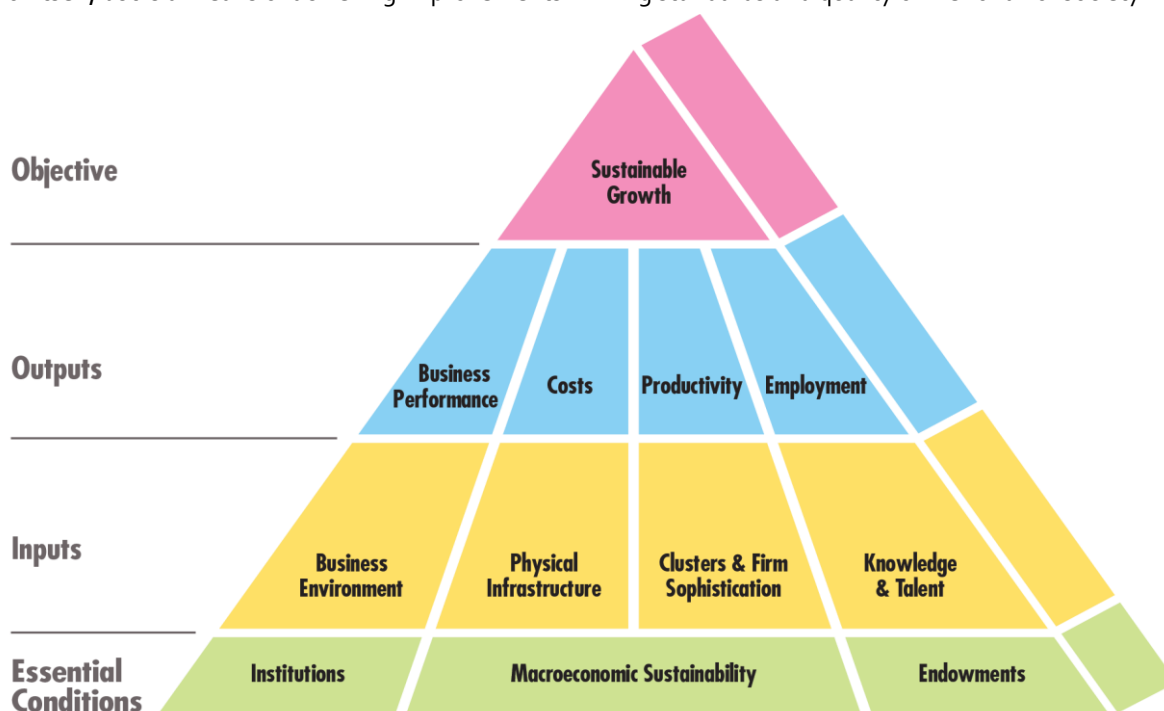 improvements
Sustainable
Growth
Objective
Outputs
Business
Performance
Costs
Productivity
Employment
Inputs
Business
Environment
Physical
Infrastructure
Clusters & Firm
Sophistication
Knowledge
& Talent
Essential
Conditions
Institutions
Macroeconomic Sustainability
Endowments